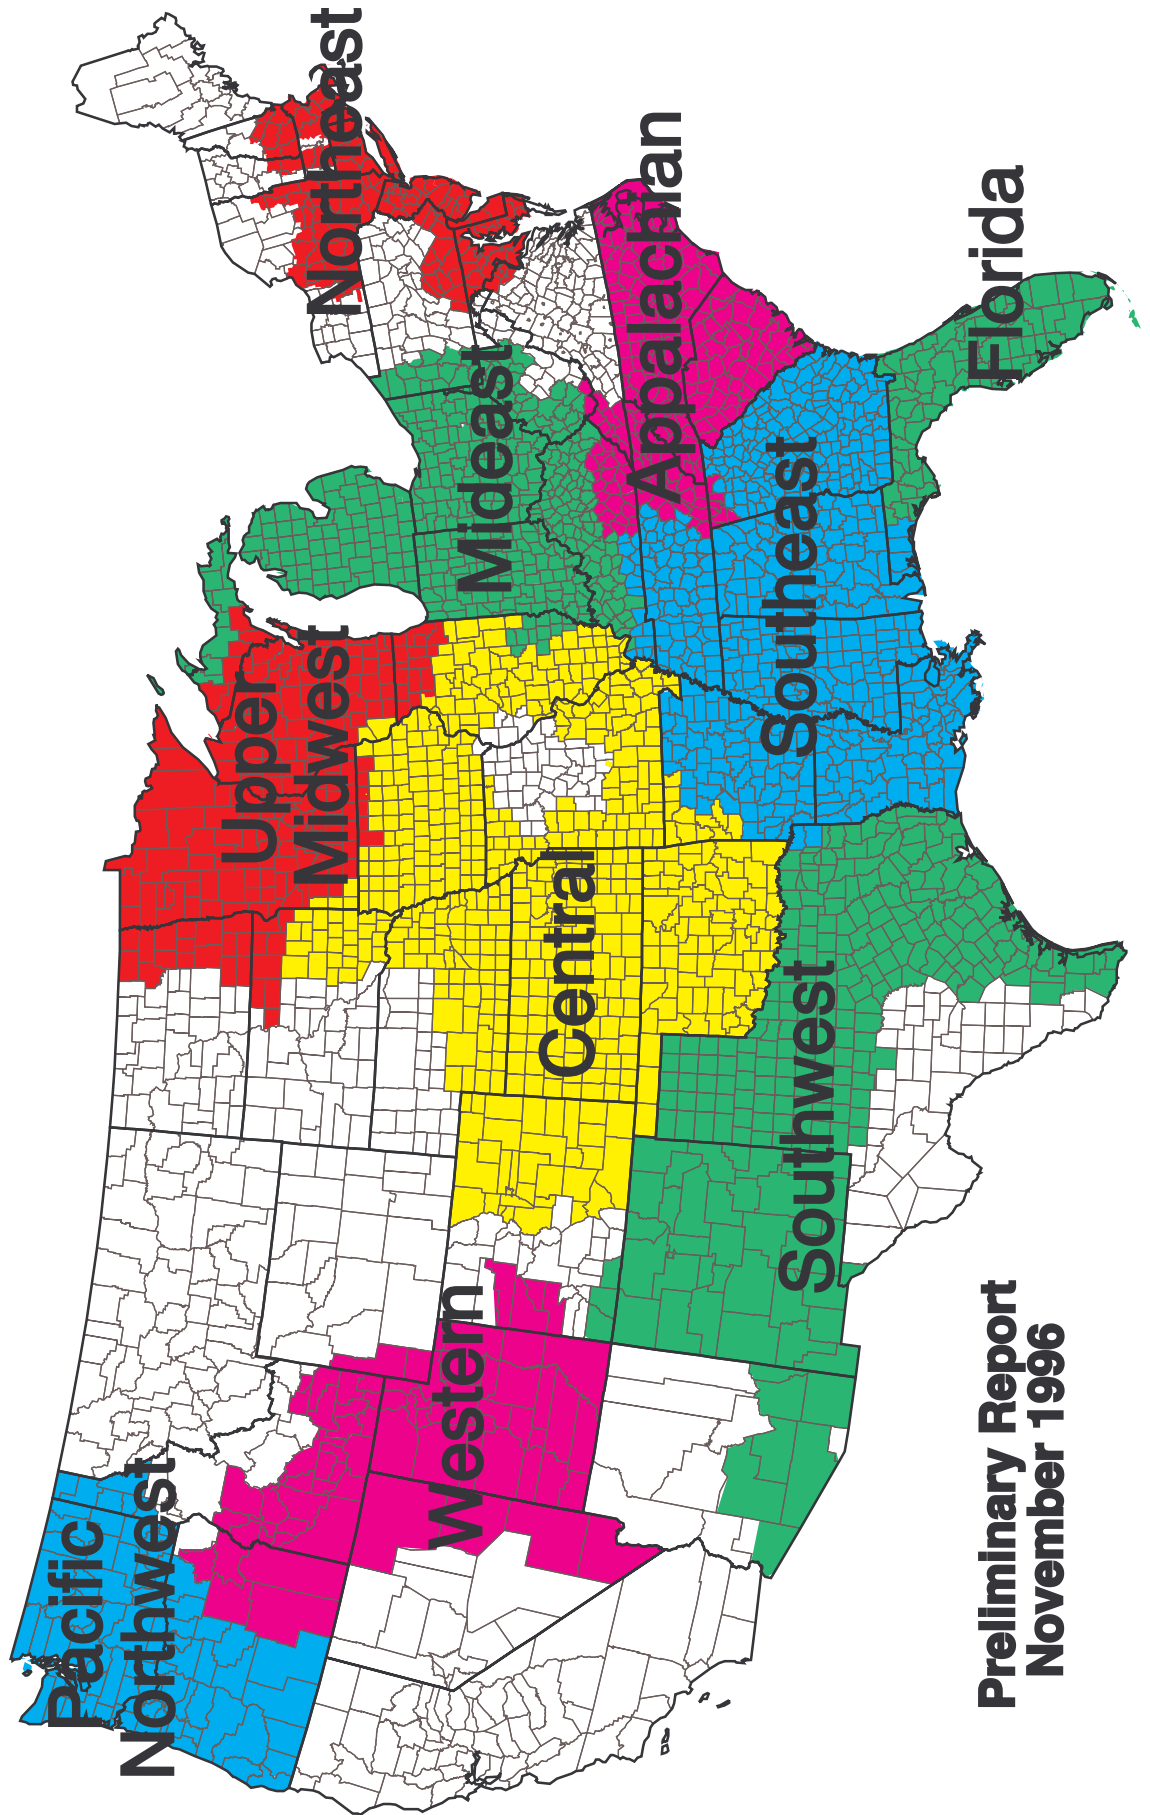 Pacific
Northwest
Western
Upper
Midwest
Central
Southwest
Mideast
Southeast
Northeast
Appalachian
Florida
Preliminary Report
November 1996